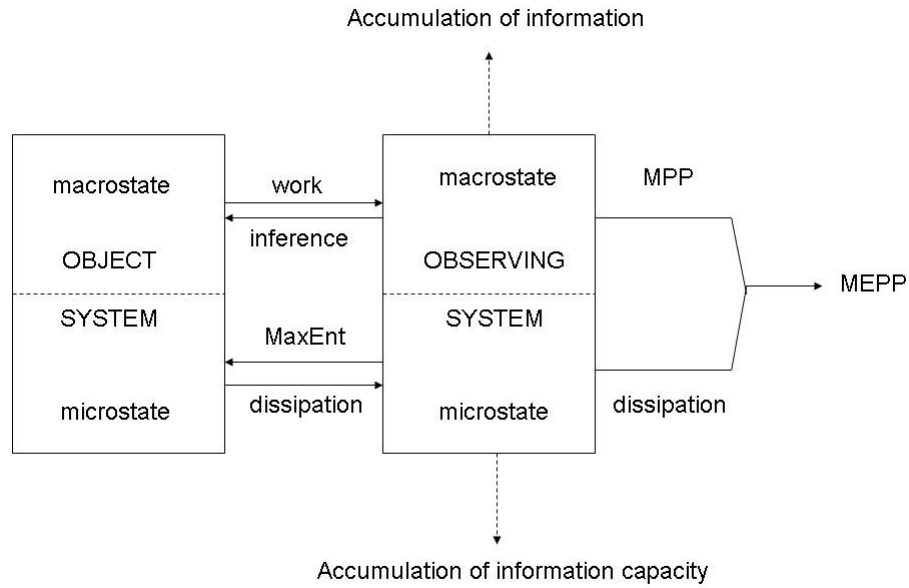 Accumulation of information
macrostate
work
macrostate
MPP
inference
OBJECT
OBSERVING
MEPP
SYSTEM
SYSTEM
MaxEnt
microstate
dissipation
microstate
dissipation
Accumulation of information capacity